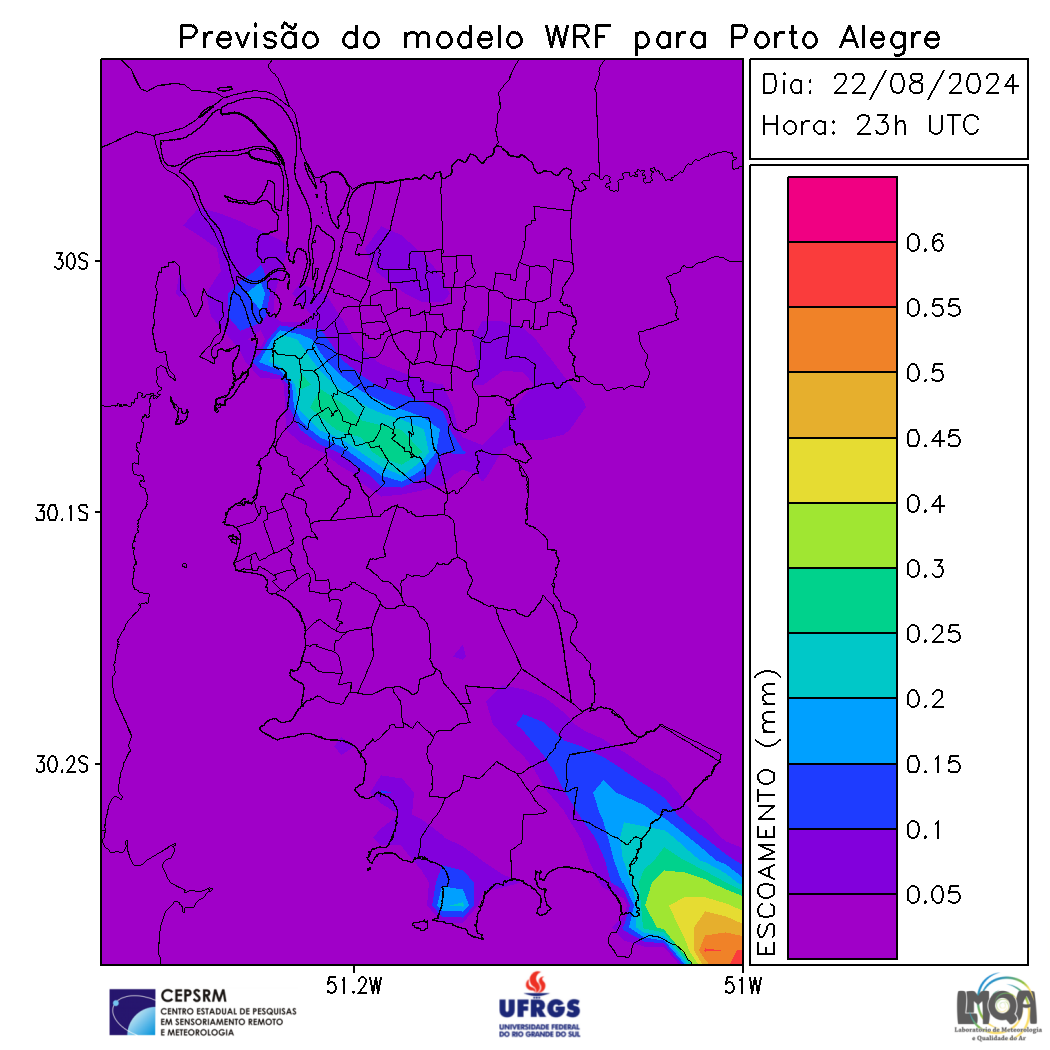 Previsão do modelo WRF para Porto Alegre
Dia: 22/08/2024
Hora: 23h UTC
30S
30.1S
30.2S
51.2W
51W
ESCOAMENTO (mm)
0.6
0.55
0.5
0.45
0.4
0.3
0.25
0.2
0.15
0.1
0.05
CEPSRM
CENTRO ESTADUAL DE PESQUISAS
EM SENSORIAMENTO REMOTO
E METEOROLOGIA
UFRGS
UNIVERSIDADE FEDERAL
DO RIO GRANDE DO SUL
LMQA
Laboratório de Meteorologia
e Qualidade do Ar